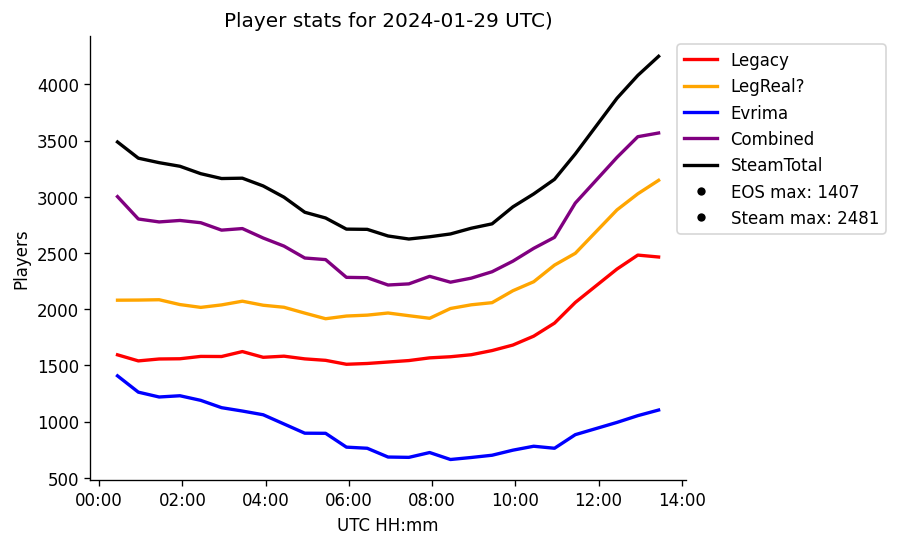 Player stats for 2024-01-29 UTC)
Players
4000
3500
3000
2500
2000
1500
1000
500
00:00 02:00 04:00 06:00 08:00 10:00 12:00 14:00
UTC HH:mm
Legacy
LegReal?
Evrima
Combined
SteamTotal
EOS max: 1407
Steam max: 2481